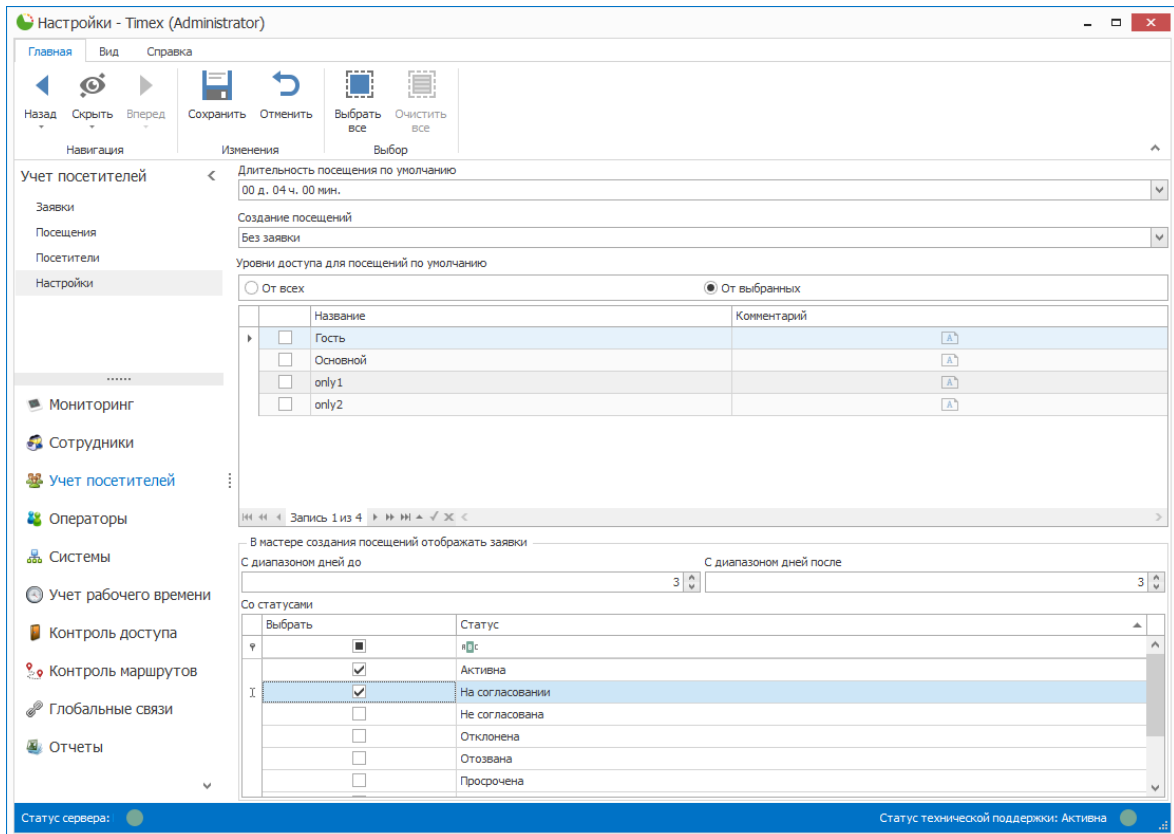 Настройки - Timex (Administrator)
Главная Вид Справка
Назад Скрыть Вперед Сохранить Отменить Выбрать все Очистить все
Навигация Изменения Выбор
Учет посетителей
Заявки
Посещения
Посетители
Настройки
Мониторинг
Сотрудники
Учет посетителей
Операторы
Системы
Учет рабочего времени
Контроль доступа
Контроль маршрутов
Глобальные связи
Отчеты
Длительность посещения по умолчанию
00 д. 04 ч. 00 мин.
Создание посещений
Без заявки
Уровни доступа для посещений по умолчанию
От всех От выбранных
Название Комментарий
Гость
Основной
only1
only2
Запись 1 из 4
В мастере создания посещений отображать заявки
С диапазоном дней до С диапазоном дней после
3 3
Со статусами
Выбрать Статус
Активна
На согласовании
Не согласована
Отклонена
Отозвана
Просрочена
Статус сервера: Статус технической поддержки: Активна